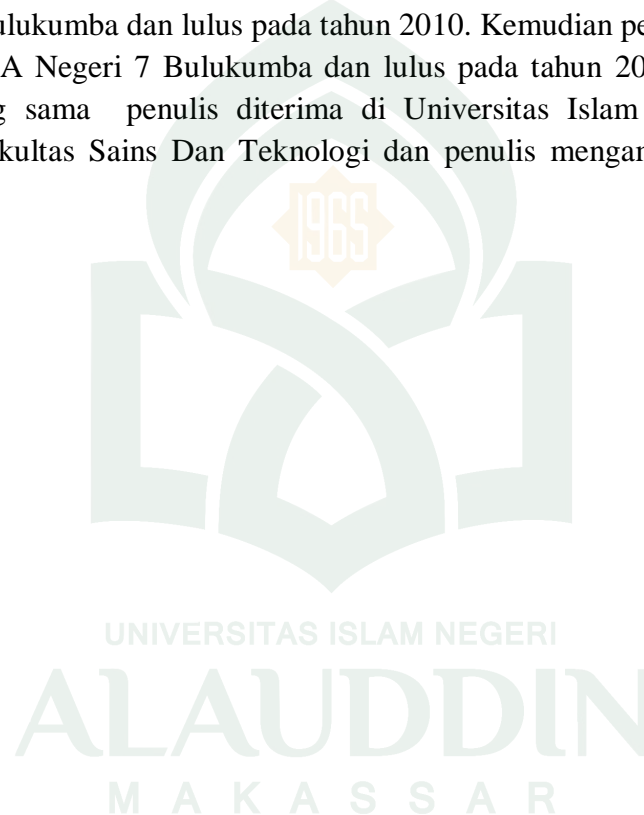 ulukumba dan lulus pada tahun 2010. Kemudian pe
A Negeri 7 Bulukumba dan lulus pada tahun 20
g sama penulis diterima di Universitas Islam
kultas Sains Dan Teknologi dan penulis mengan
1965
UNIVERSITAS ISLAM NEGERI
ALAUDDIN
MAKASSAR